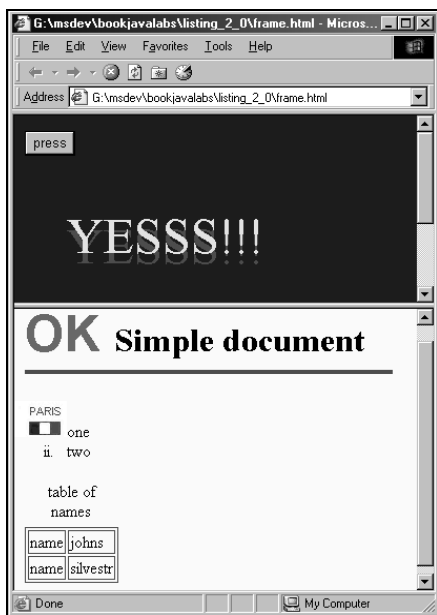 G:\msdev\bookjavalabs\listing_2_0\frame.html - Micros...
File Edit View Favorites Tools Help
Address G:\msdev\bookjavalabs\listing_2_0\frame.html
press
YESSS!!!
OK Simple document
PARIS
one
ii. two
table of
names
name johns
name silvestr
Done My Computer